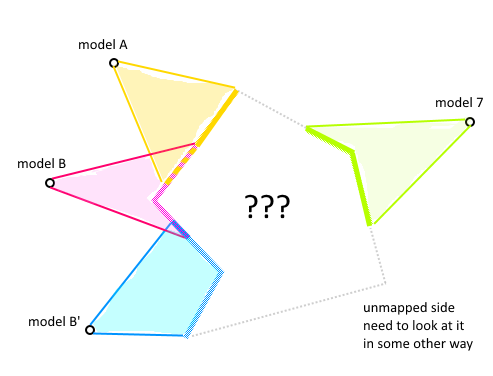 model A
model 7
model B
???
model B'
unmapped side
need to look at it
in some other way